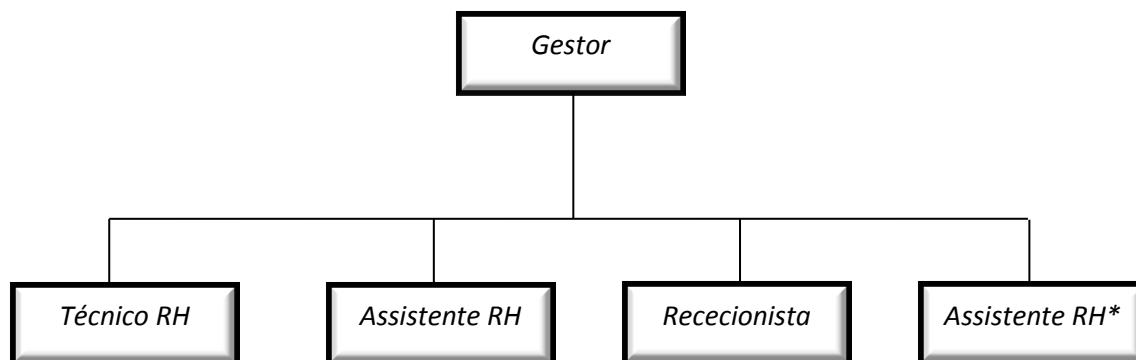 Gestor
Técnico RH
Assistente RH
Rececionista
Assistente RH*